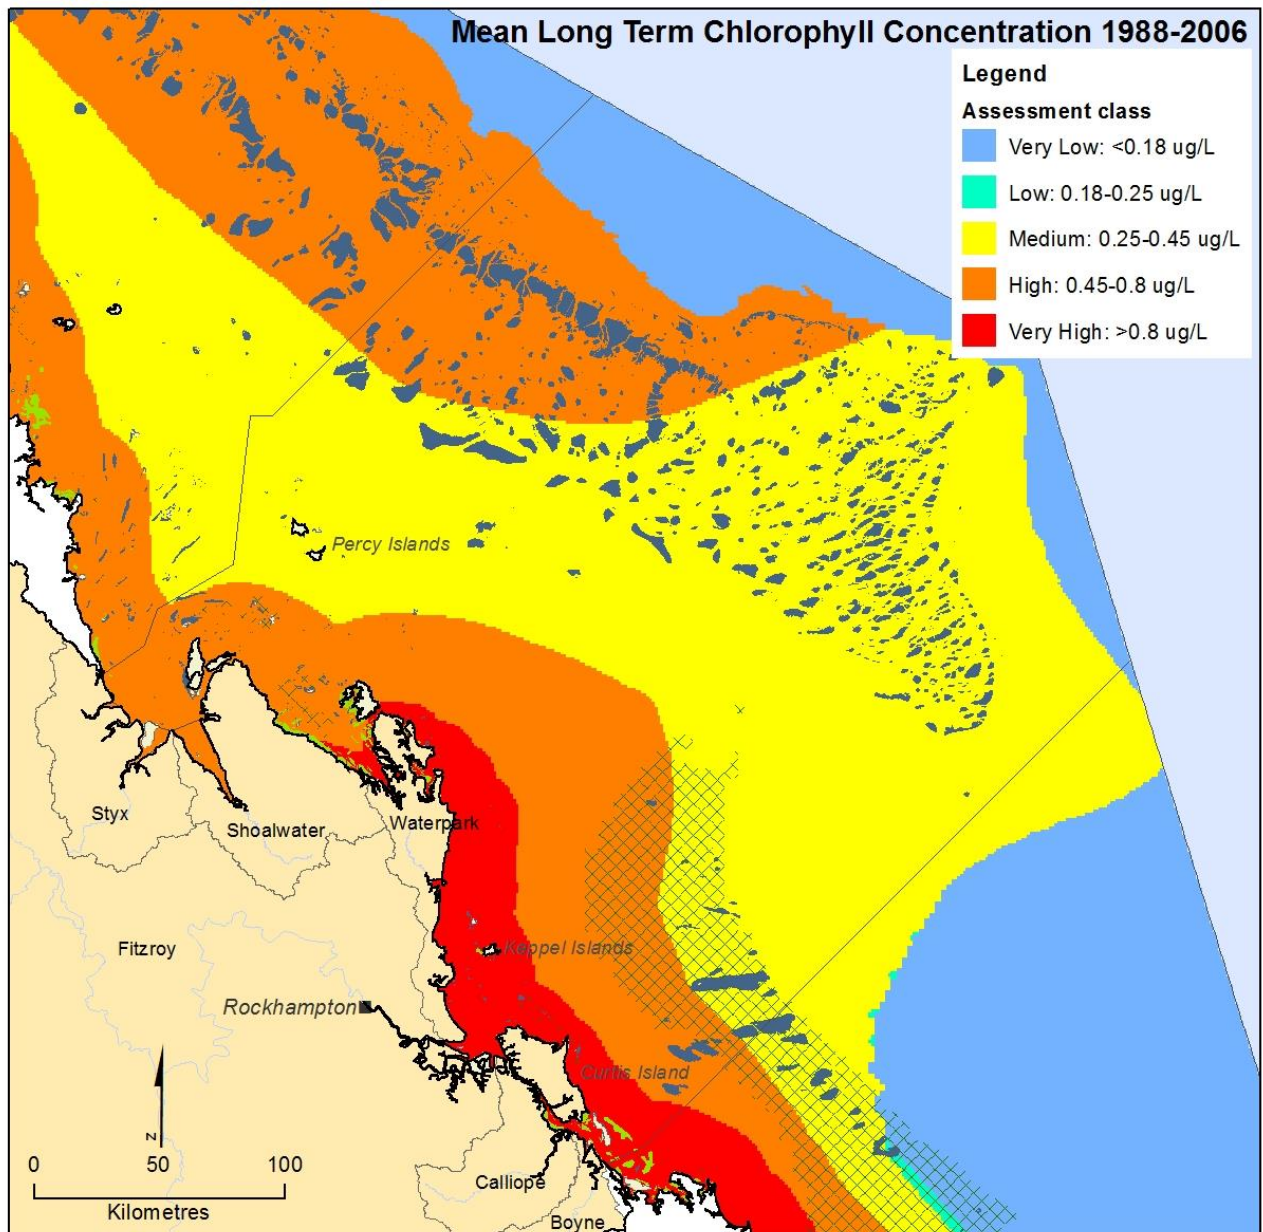 Mean Long Term Chlorophyll Concentration 1988-2006
Legend
Assessment class
Very Low: <0.18 ug/L
Low: 0.18-0.25 ug/L
Medium: 0.25-0.45 ug/L
High: 0.45-0.8 ug/L
Very High: >0.8 ug/L
Percy Islands
Styx
Shoalwater
Waterpark
Fitzroy
Keppel Islands
Rockhampton
Curtis Island
N
0 50 100
Kilometres
Calliope
Boyne